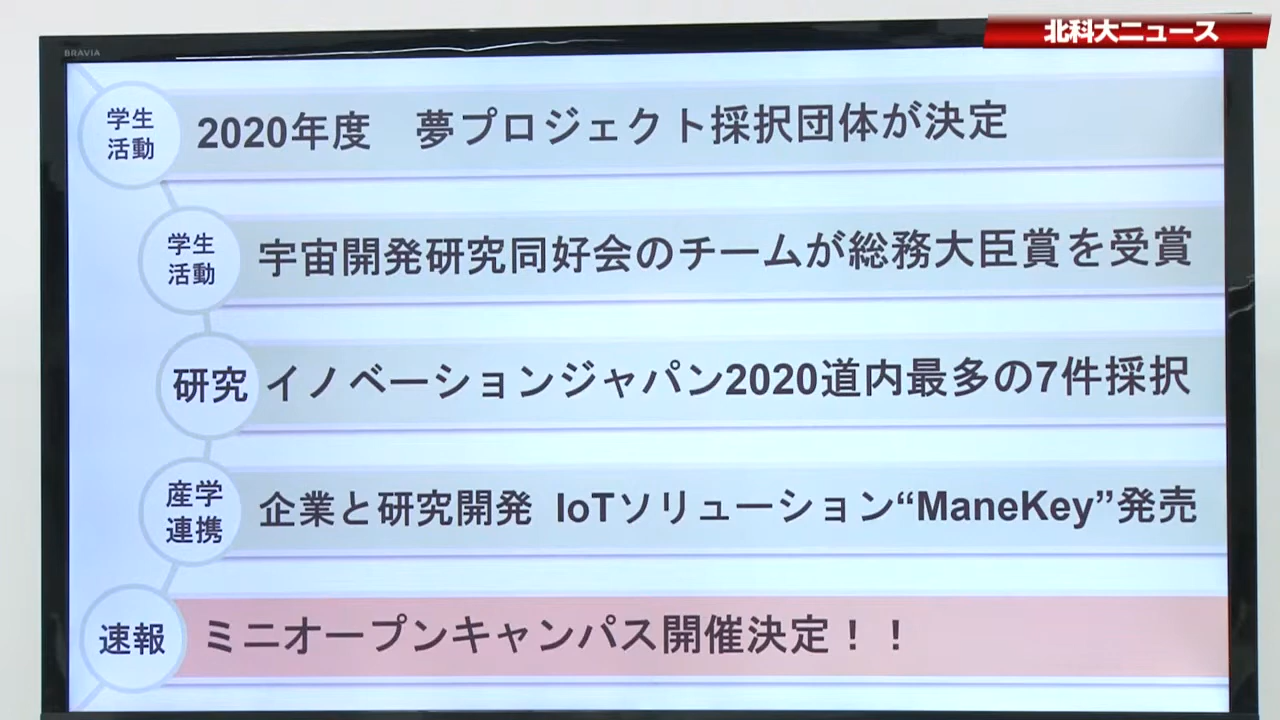 北科大ニュース
BRAVIA
学生
活動
2020年度　夢プロジェクト採択団体が決定
学生
活動
宇宙開発研究同好会のチームが総務大臣賞を受賞
研究
イノベーションジャパン2020道内最多の7件採択
産学
連携
企業と研究開発 IoTソリューション“ManeKey”発売
速報
ミニオープンキャンパス開催決定！！